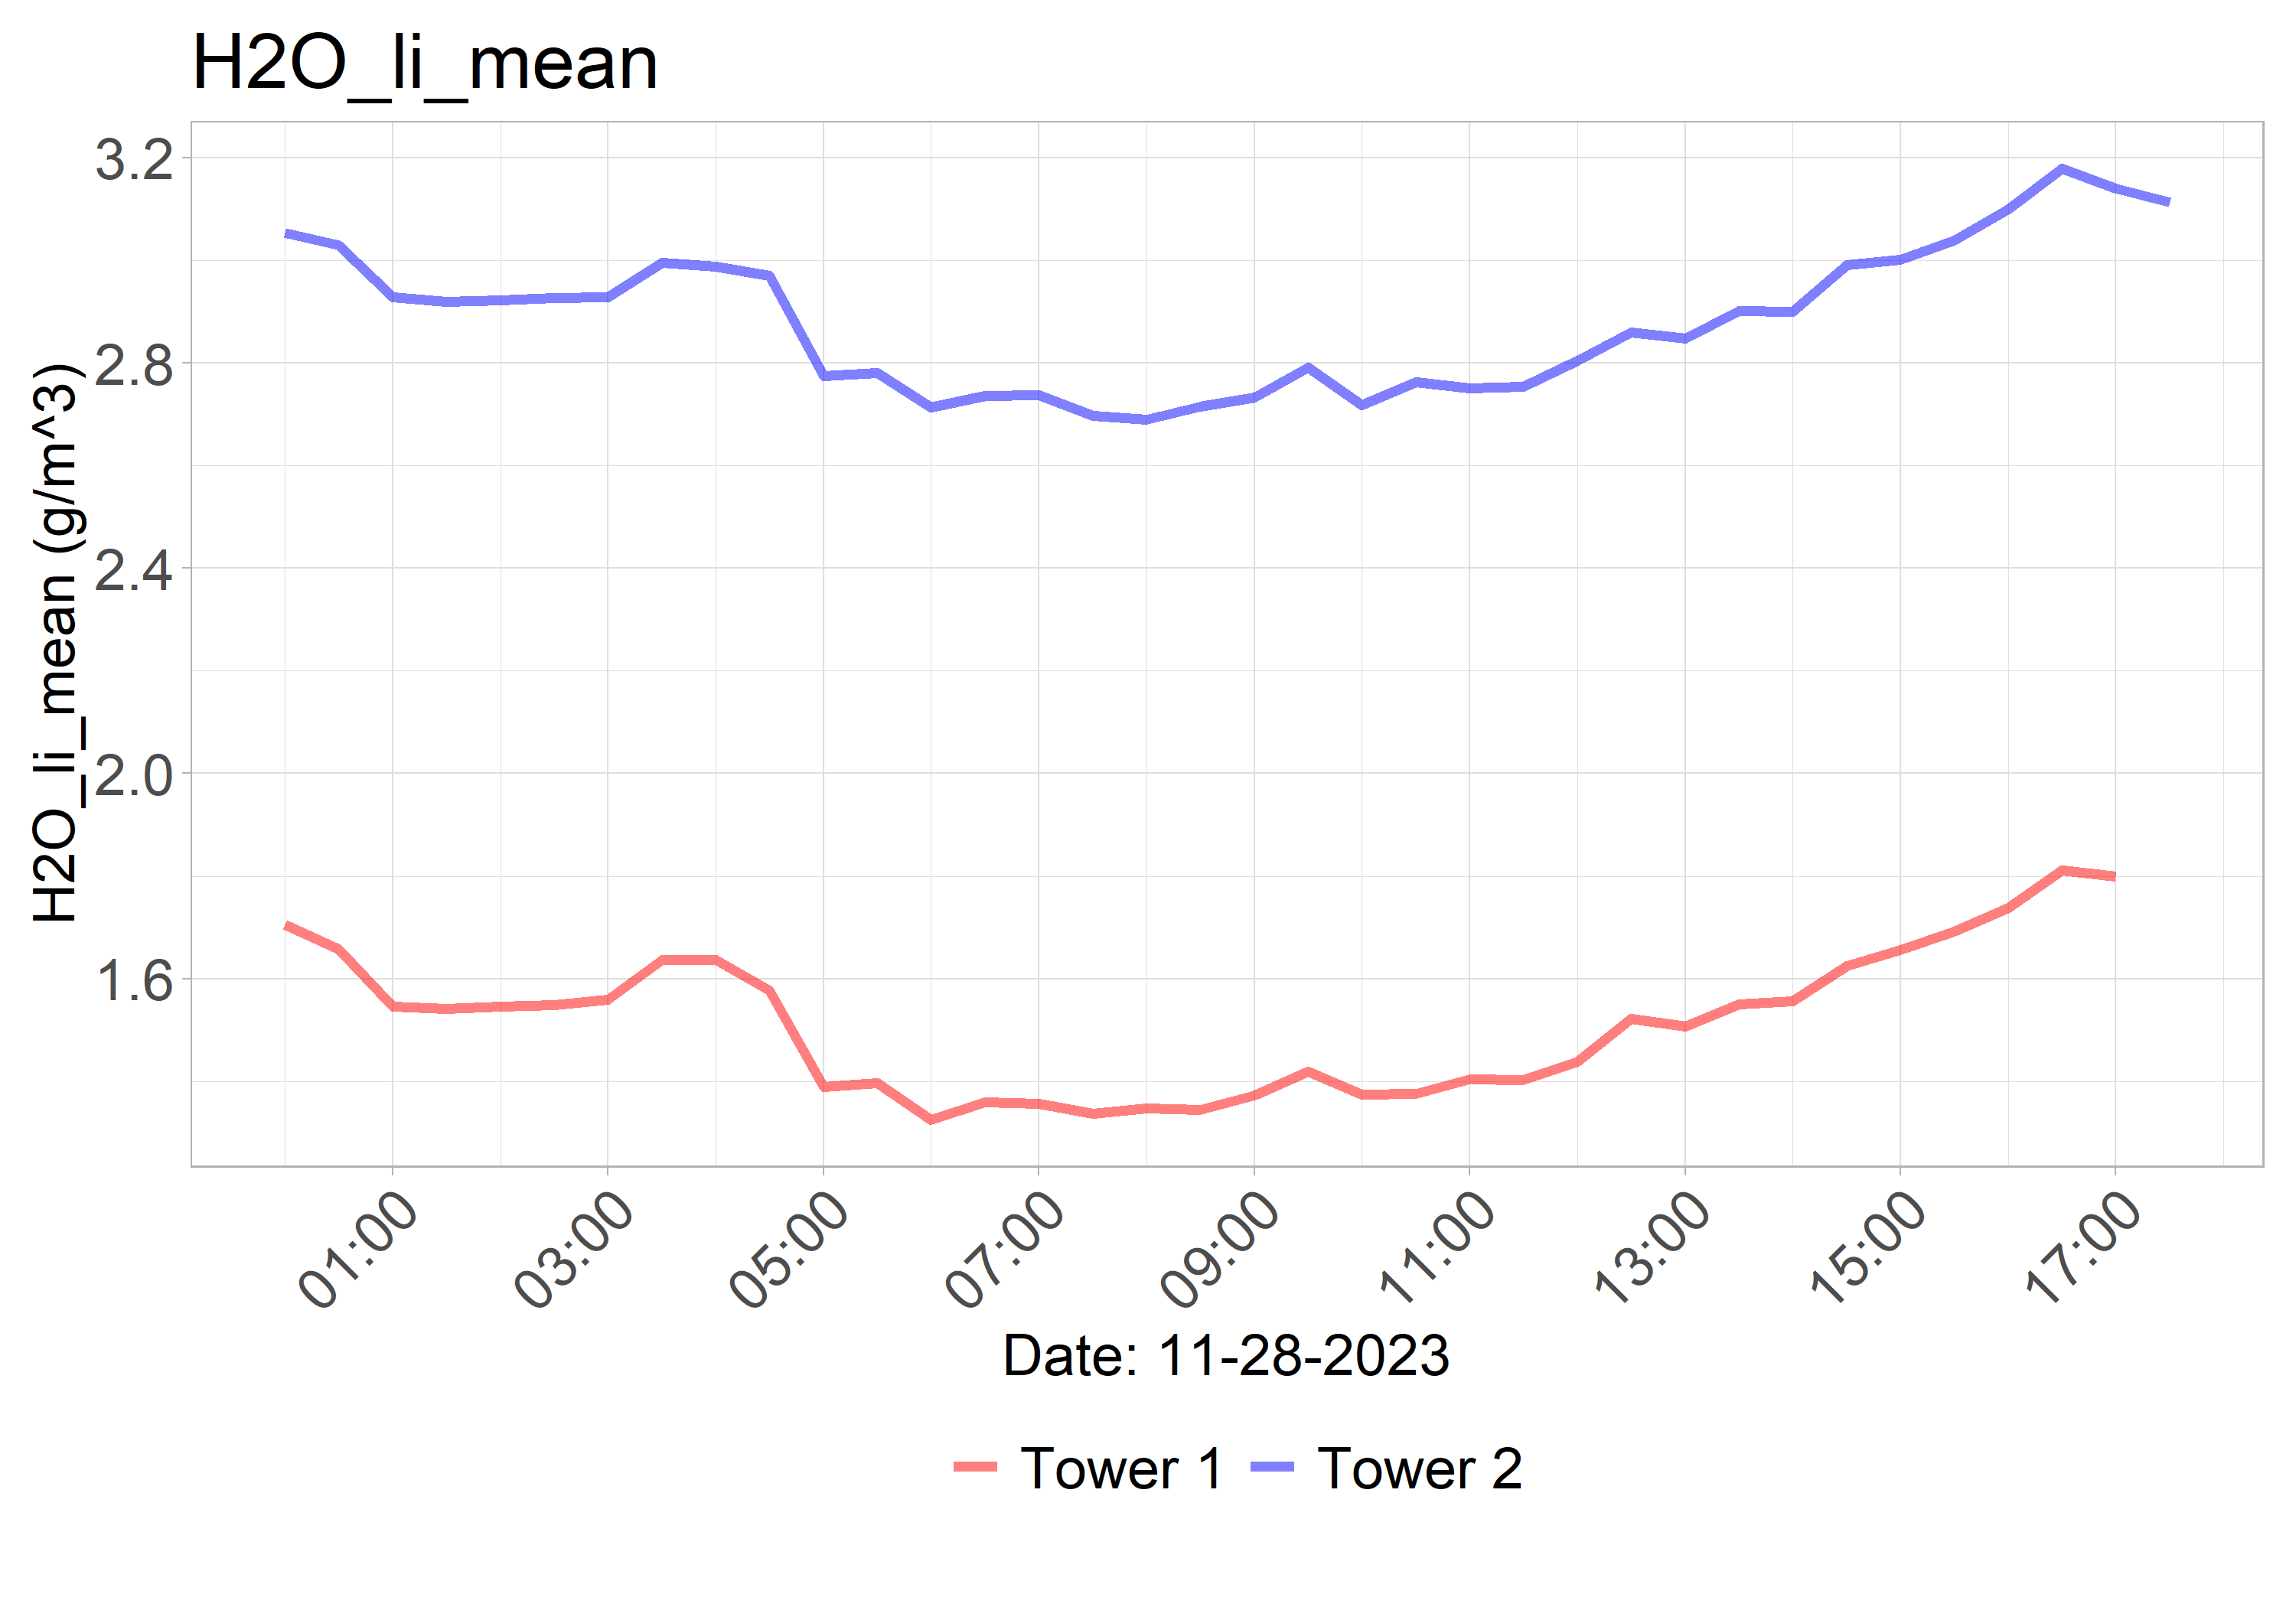 H2O_li_mean
H2O_li_mean (g/m^3)
3.2
2.8
2.4
2.0
1.6
01:00 03:00 05:00 07:00 09:00 11:00 13:00 15:00 17:00
Date: 11-28-2023
Tower 1 Tower 2